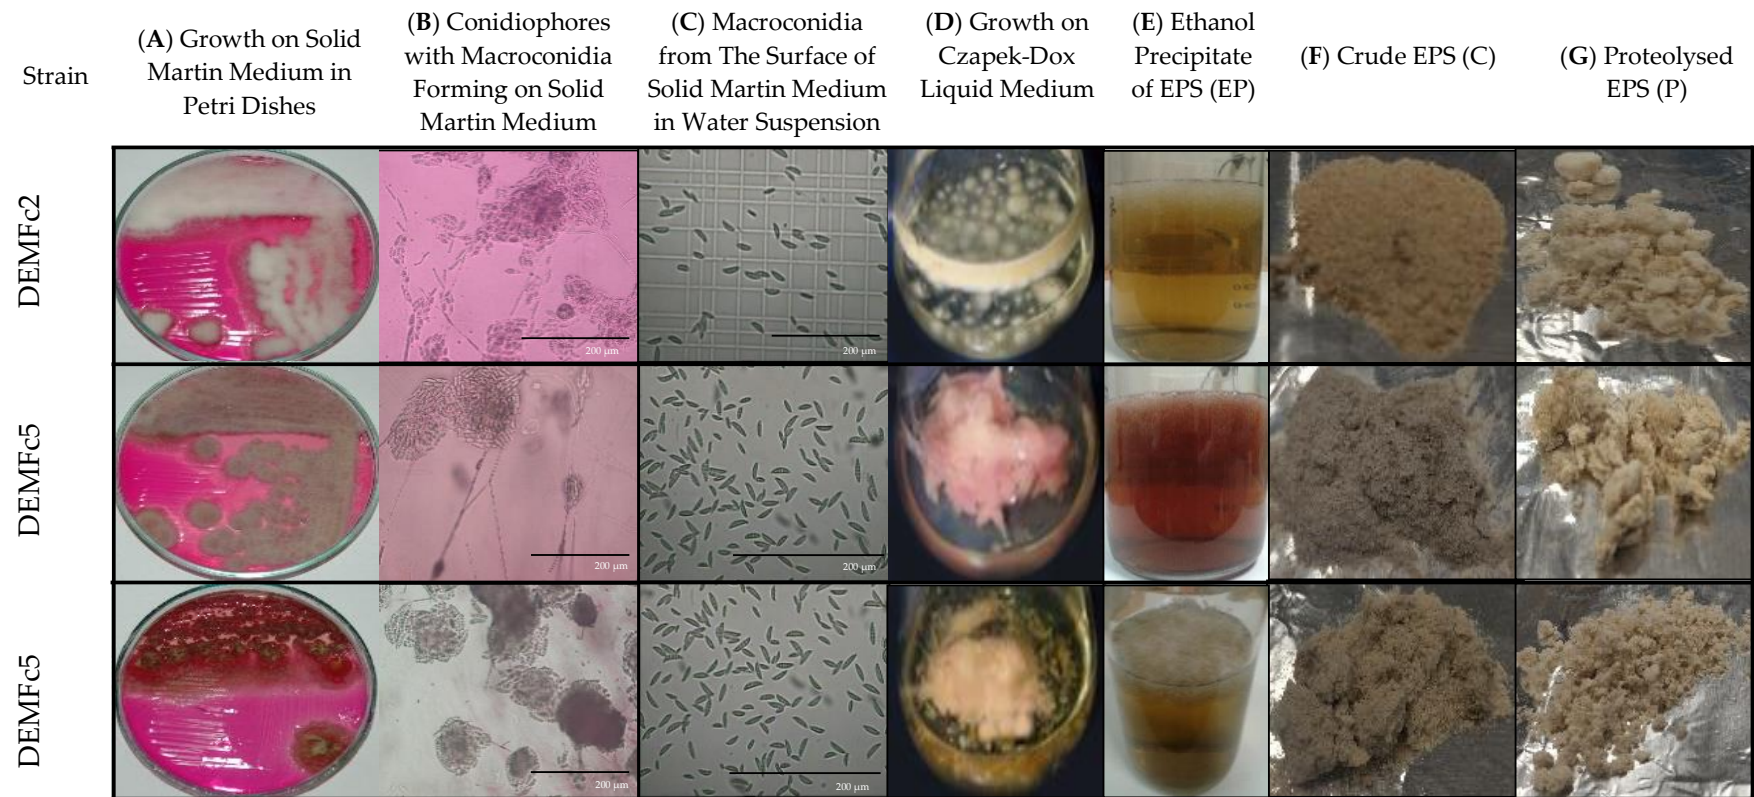 Strain
(A) Growth on Solid
Martin Medium in
Petri Dishes
(B) Conidiophores
with Macroconidia
Forming on Solid
Martin Medium
(C) Macroconidia
from The Surface of
Solid Martin Medium
in Water Suspension
(D) Growth on
Czapek-Dox
Liquid Medium
(E) Ethanol
Precipitate
of EPS (EP)
(F) Crude EPS (C)
(G) Proteolysed
EPS (P)
DEMFc2
200 μm
200 μm
DEMFc5
200 μm
200 μm
DEMFc5
200 μm
200 μm